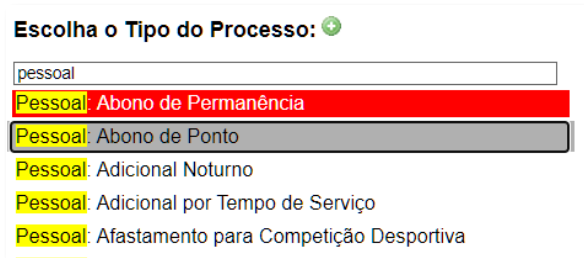 Escolha o Tipo do Processo:
pessoal
Pessoal: Abono de Permanência
Pessoal: Abono de Ponto
Pessoal: Adicional Noturno
Pessoal: Adicional por Tempo de Serviço
Pessoal: Afastamento para Competição Desportiva